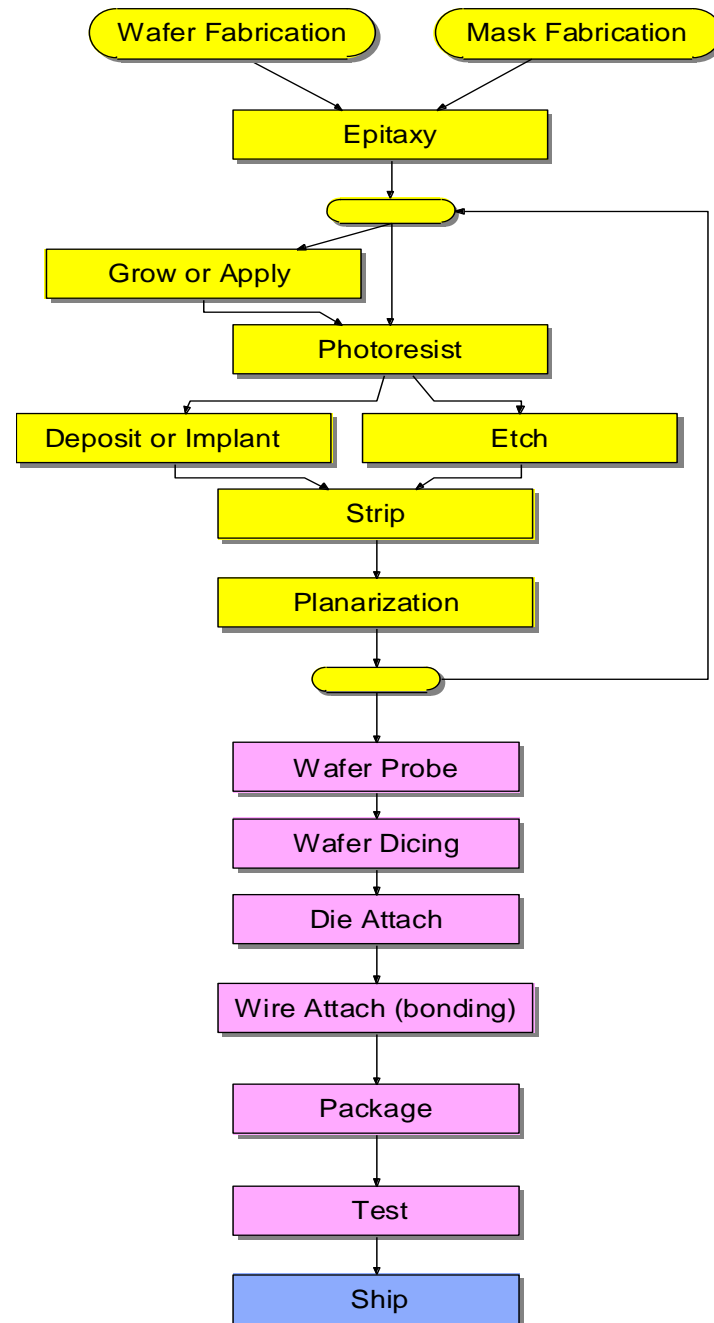 Wafer Fabrication
Mask Fabrication
Epitaxy
Grow or Apply
Photoresist
Deposit or Implant
Etch
Strip
Planarization
Wafer Probe
Wafer Dicing
Die Attach
Wire Attach (bonding)
Package
Test
Ship